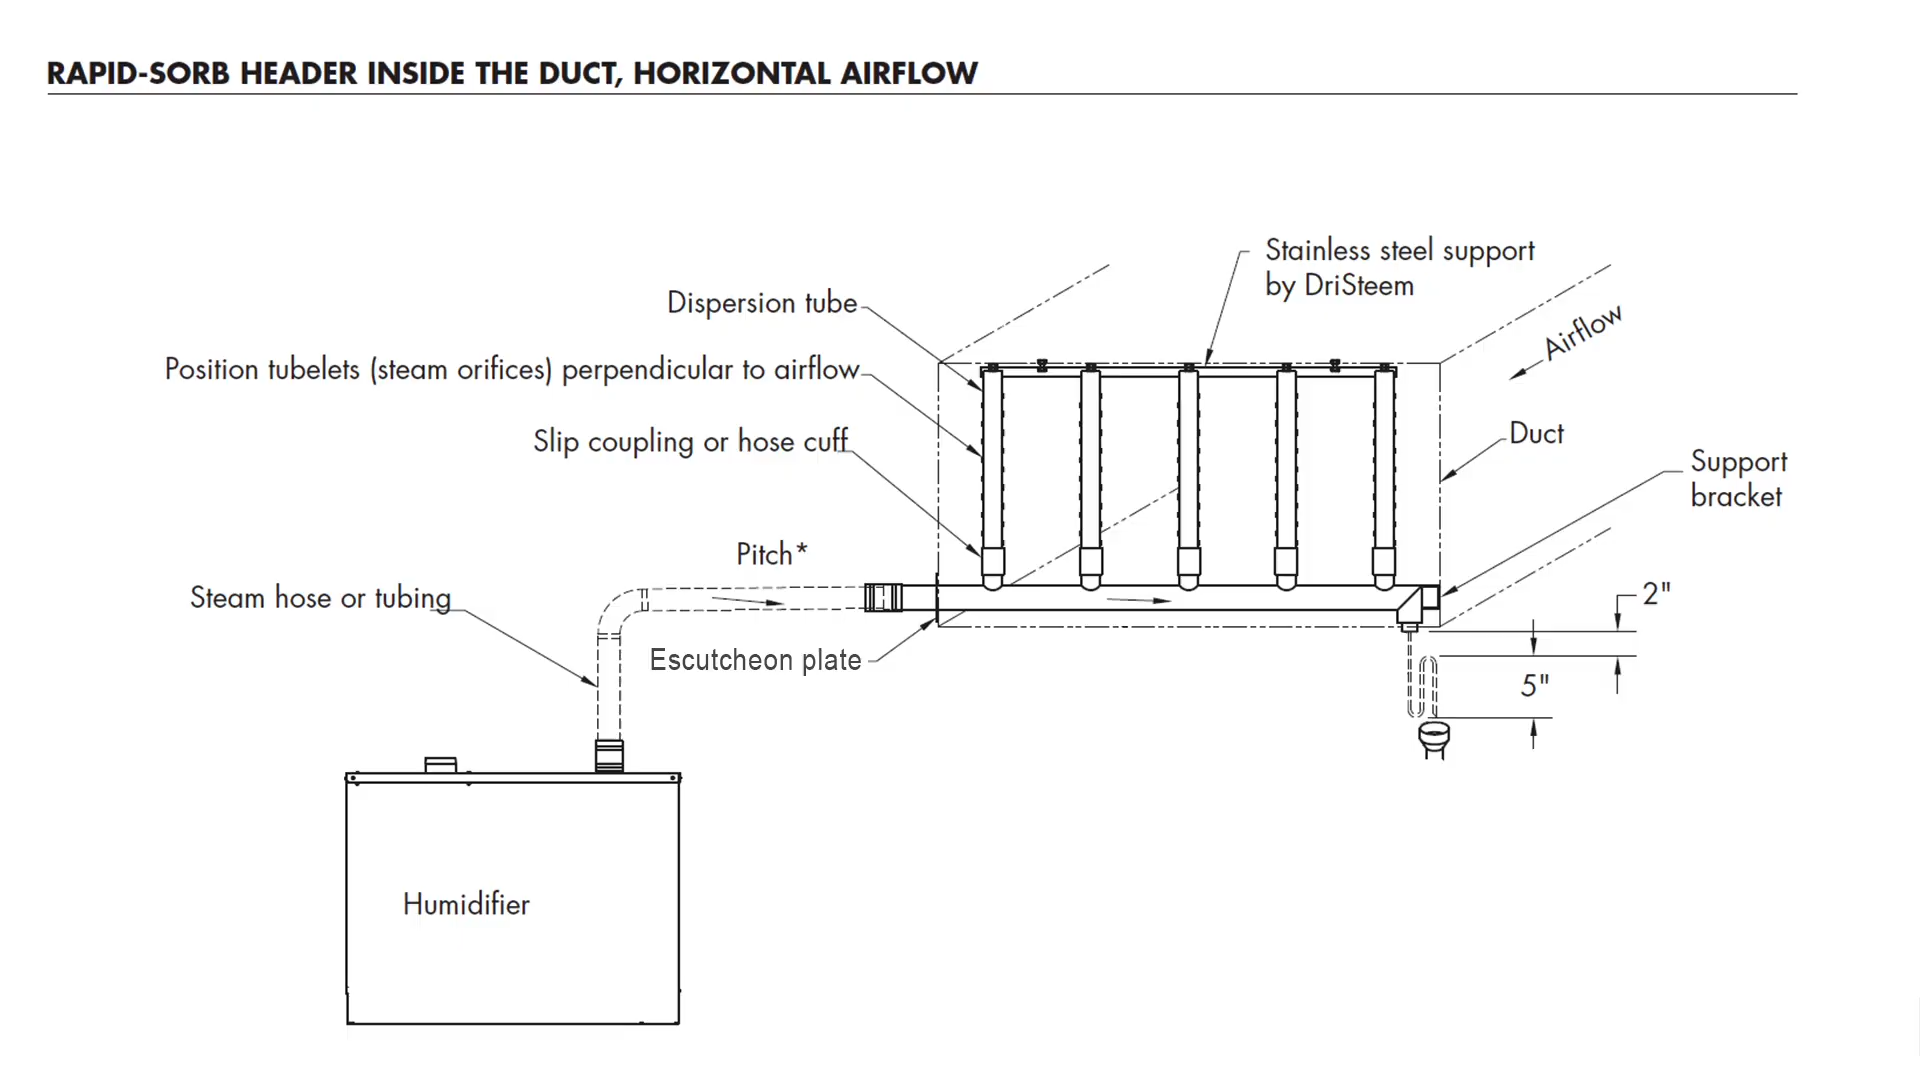 RAPID-SORB HEADER INSIDE THE DUCT, HORIZONTAL AIRFLOW
Stainless steel support
by DriSteem
Dispersion tube
Airflow
Position tubelets (steam orifices) perpendicular to airflow
Slip coupling or hose cuff
Duct
Support
bracket
Pitch*
Steam hose or tubing
2"
Escutcheon plate
5"
Humidifier